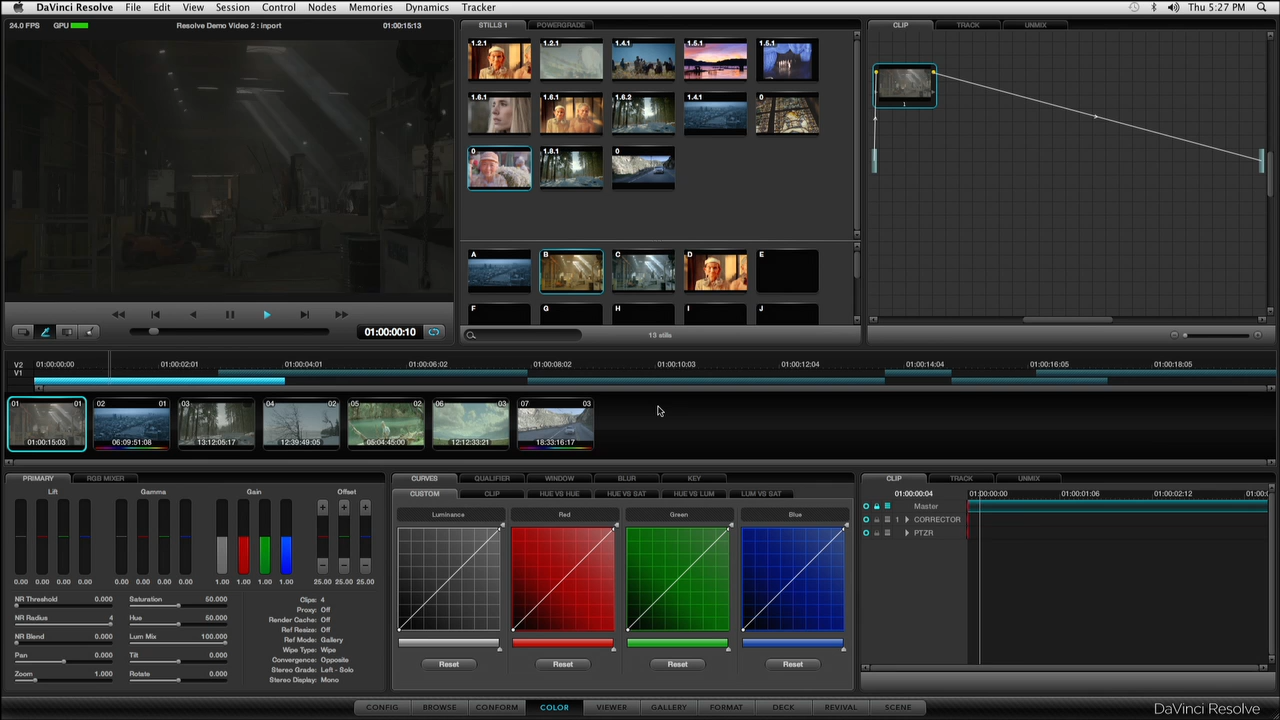 DaVinci Resolve File Edit View Session Control Nodes Memories Dynamics Tracker Thu 5:27 PM
24.0 FPS GPU Resolve Demo Video 2 : Inport 01:00:15:13
STILLS 1 POWERGRADE
CLIP TRACK UNMIX
1.2.1 1.2.1 1.4.1 1.5.1 1.5.1
1.6.1 1.6.1 1.6.2 1.4.1 0
0 1.8.1 0
1
A B C D E
F G H I J
01:00:00:10
13 stills
V2 01:00:00:00 01:00:02:01 01:00:04:01 01:00:06:02 01:00:08:02 01:00:10:03 01:00:12:04 01:00:14:04 01:00:16:05 01:00:18:05
V1
01 01 02 01 03 02 04 02 05 02 06 03 07 03
01:00:15:03 06:09:51:08 13:12:05:17 12:39:49:05 05:04:45:00 12:12:33:21 18:33:16:17
PRIMARY RGB MIXER
Lift Gamma Gain Offset
0.00 0.00 0.00 0.00 0.00 0.00 0.00 0.00 1.00 1.00 1.00 1.00 25.00 25.00 25.00
NR Threshold 0.000 Saturation 50.000
NR Radius 4 Hue 50.000
NR Blend 0.000 Lum Mix 100.000
Pan 0.000 Tilt 0.000
Zoom 1.000 Rotate 0.000
Clips: 4
Proxy: Off
Render Cache: Off
Ref Resize: Off
Ref Mode: Gallery
Wipe Type: Wipe
Convergence: Opposite
Stereo Grade: Left - Solo
Stereo Display: Mono
CURVES QUALIFIER WINDOW BLUR KEY
CUSTOM CLIP HUE VS HUE HUE VS SAT HUE VS LUM LUM VS SAT
Luminance Red Green Blue
Reset Reset Reset Reset
CLIP TRACK UNMIX
01:00:00:04 01:00:00:00 01:00:01:06 01:00:02:12
Master
1 CORRECTOR
PTZR
CONFIG BROWSE CONFORM COLOR VIEWER GALLERY FORMAT DECK REVIVAL SCENE
DaVinci Resolve